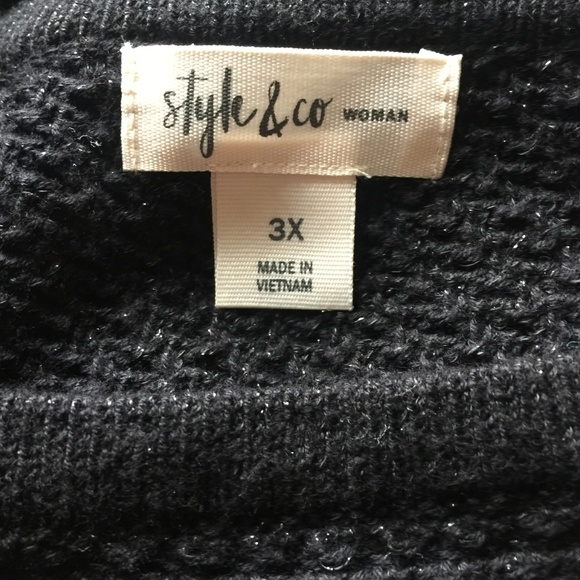 style & co WOMAN
3X
MADE IN
VIETNAM